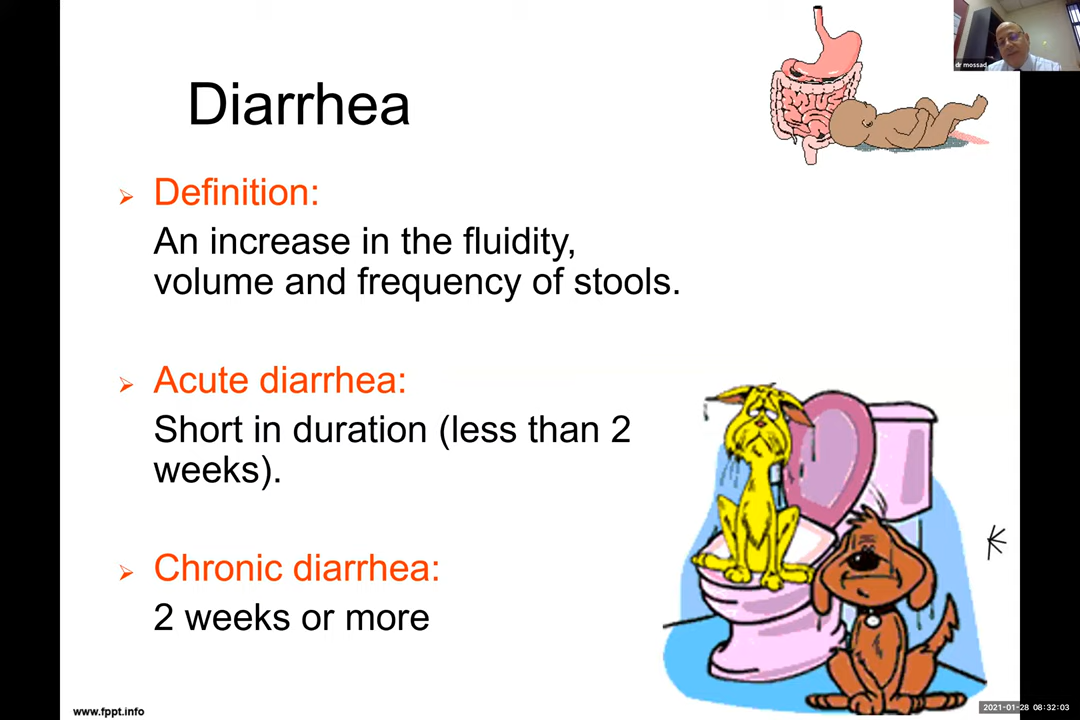 dr mossad
Diarrhea
➢ Definition:
An increase in the fluidity,
volume and frequency of stools.
➢ Acute diarrhea:
Short in duration (less than 2
weeks).
➢ Chronic diarrhea:
2 weeks or more
www.fppt.info
2021-01-28 08:32:03